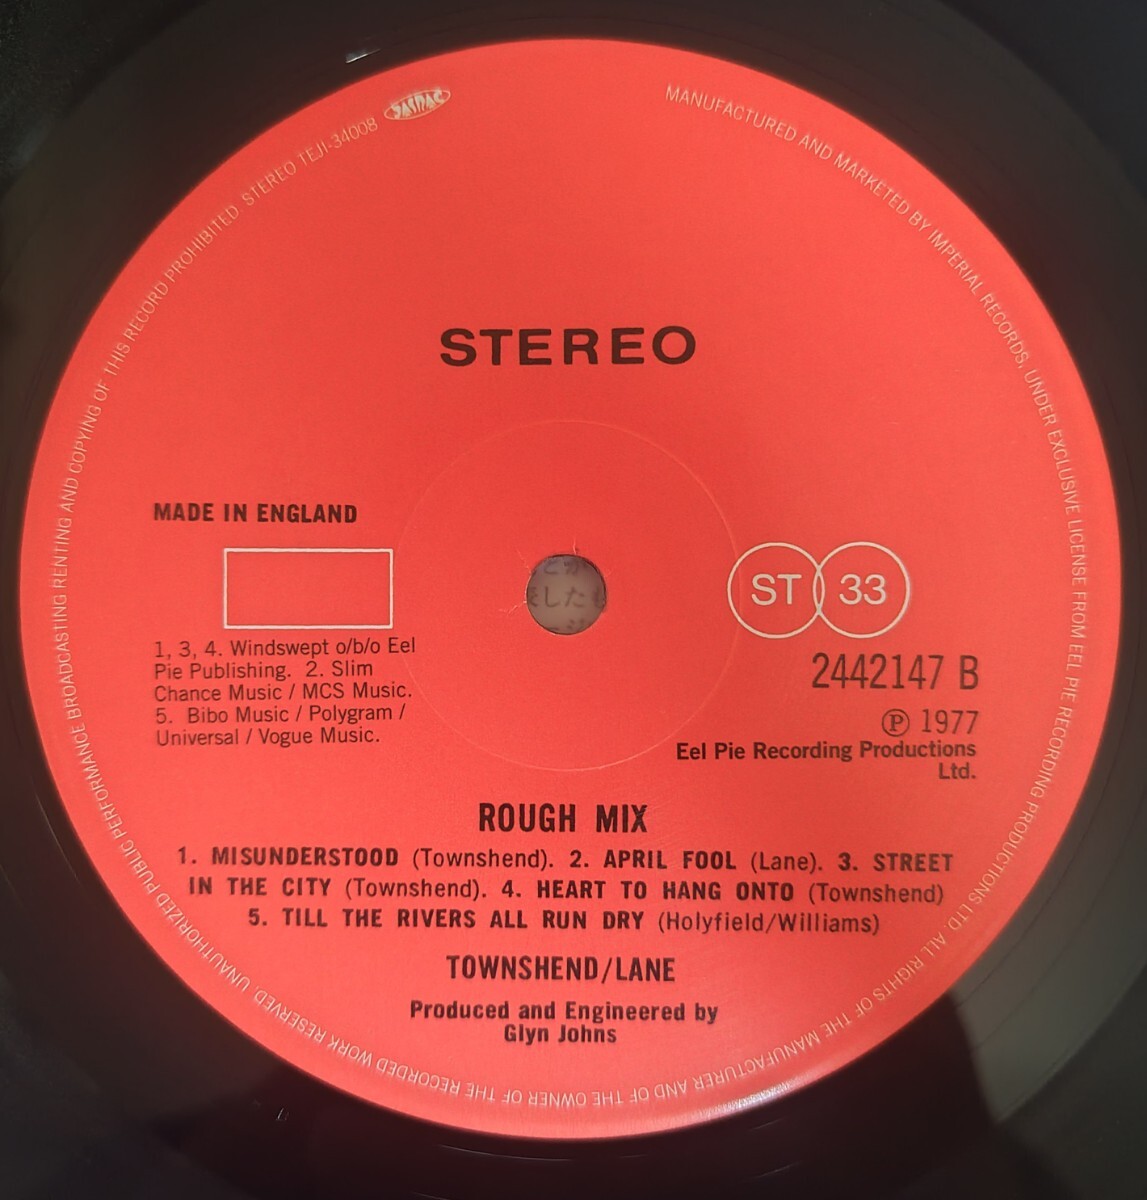 MANUFACTURED AND MARKETED BY IMPERIAL RECORDS, UNDER EXCLUSIVE LICENSE FROM EEL PIE RECORDING PRODUCTIONS LTD. ALL RIGHTS OF THE MANUFACTURER AND OF THE OWNER OF THE RECORDED WORK RESERVED. UNAUTHORIZED PUBLIC PERFORMANCE BROADCASTING RENTING AND COPYING OF THIS RECORD PROHIBITED STEREO TEJI-34008
JASRAC
STEREO
MADE IN ENGLAND
1, 3, 4. Windswept o/b/o Eel
Pie Publishing. 2. Slim
Chance Music / MCS Music.
5. Bibo Music / Polygram /
Universal / Vogue Music.
ST 33
2442147 B
Ⓟ 1977
Eel Pie Recording Productions
Ltd.
ROUGH MIX
1. MISUNDERSTOOD (Townshend). 2. APRIL FOOL (Lane). 3. STREET
IN THE CITY (Townshend). 4. HEART TO HANG ONTO (Townshend)
5. TILL THE RIVERS ALL RUN DRY (Holyfield/Williams)
TOWNSHEND/LANE
Produced and Engineered by
Glyn Johns